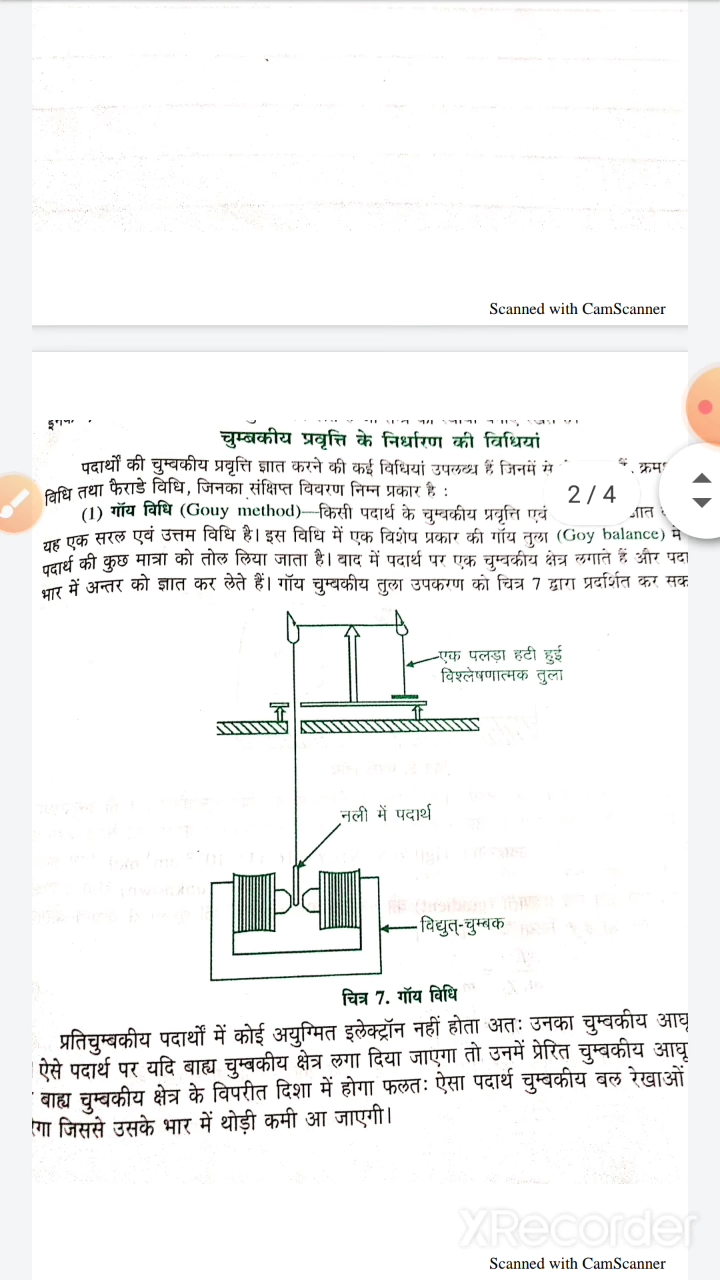 Scanned with CamScanner
चुम्बकीय प्रवृत्ति के निर्धारण की विधियां
पदार्थों की चुम्बकीय प्रवृत्ति ज्ञात करने की कई विधियां उपलब्ध हैं जिनमें से
विधि तथा फैराडे विधि, जिनका संक्षिप्त विवरण निम्न प्रकार है :
2 / 4
(1) गॉय विधि (Gouy method)—किसी पदार्थ के चुम्बकीय प्रवृत्ति एवं
यह एक सरल एवं उत्तम विधि है। इस विधि में एक विशेष प्रकार की गॉय तुला (Goy balance) में
पदार्थ की कुछ मात्रा को तोल लिया जाता है। बाद में पदार्थ पर एक चुम्बकीय क्षेत्र लगाते हैं और पदा
भार में अन्तर को ज्ञात कर लेते हैं। गॉय चुम्बकीय तुला उपकरण को चित्र 7 द्वारा प्रदर्शित कर सक
एक पलड़ा हटी हुई
विश्लेषणात्मक तुला
नली में पदार्थ
विद्युत्-चुम्बक
चित्र 7. गॉय विधि
प्रतिचुम्बकीय पदार्थों में कोई अयुग्मित इलेक्ट्रॉन नहीं होता अतः उनका चुम्बकीय आघू
ऐसे पदार्थ पर यदि बाह्य चुम्बकीय क्षेत्र लगा दिया जाएगा तो उनमें प्रेरित चुम्बकीय आघू
बाह्य चुम्बकीय क्षेत्र के विपरीत दिशा में होगा फलतः ऐसा पदार्थ चुम्बकीय बल रेखाओं
गा जिससे उसके भार में थोड़ी कमी आ जाएगी।
XRecorder
Scanned with CamScanner